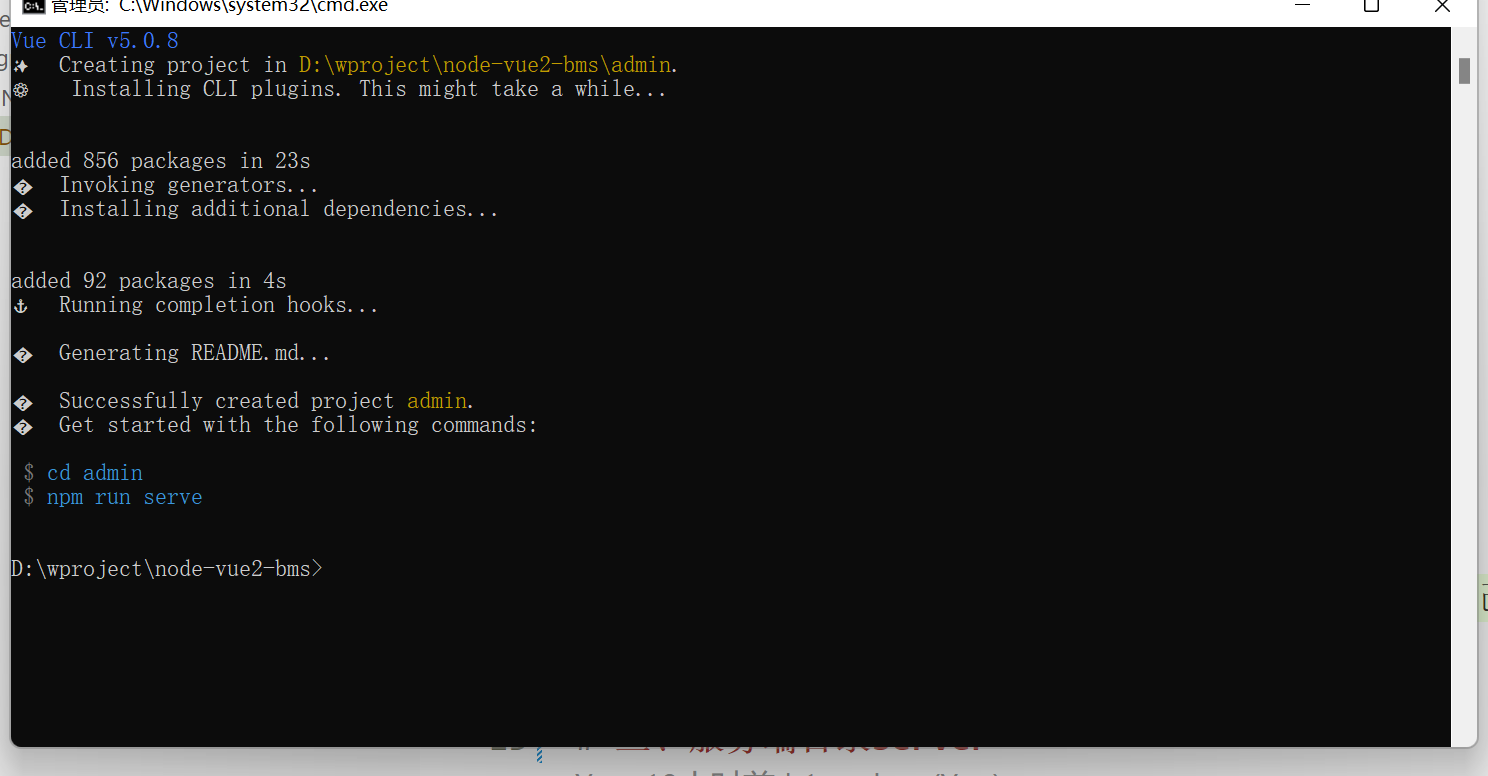 管理员: C:\Windows\system32\cmd.exe
Vue CLI v5.0.8
Creating project in D:\wproject\node-vue2-bms\admin.
Installing CLI plugins. This might take a while...
added 856 packages in 23s
� Invoking generators...
� Installing additional dependencies...
added 92 packages in 4s
Running completion hooks...
� Generating README.md...
� Successfully created project admin.
� Get started with the following commands:
$ cd admin
$ npm run serve
D:\wproject\node-vue2-bms>